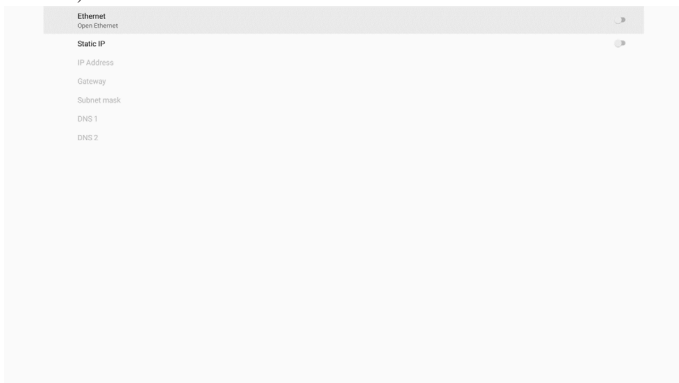 Ethernet
Open Ethernet
Static IP
IP Address
Gateway
Subnet mask
DNS 1
DNS 2